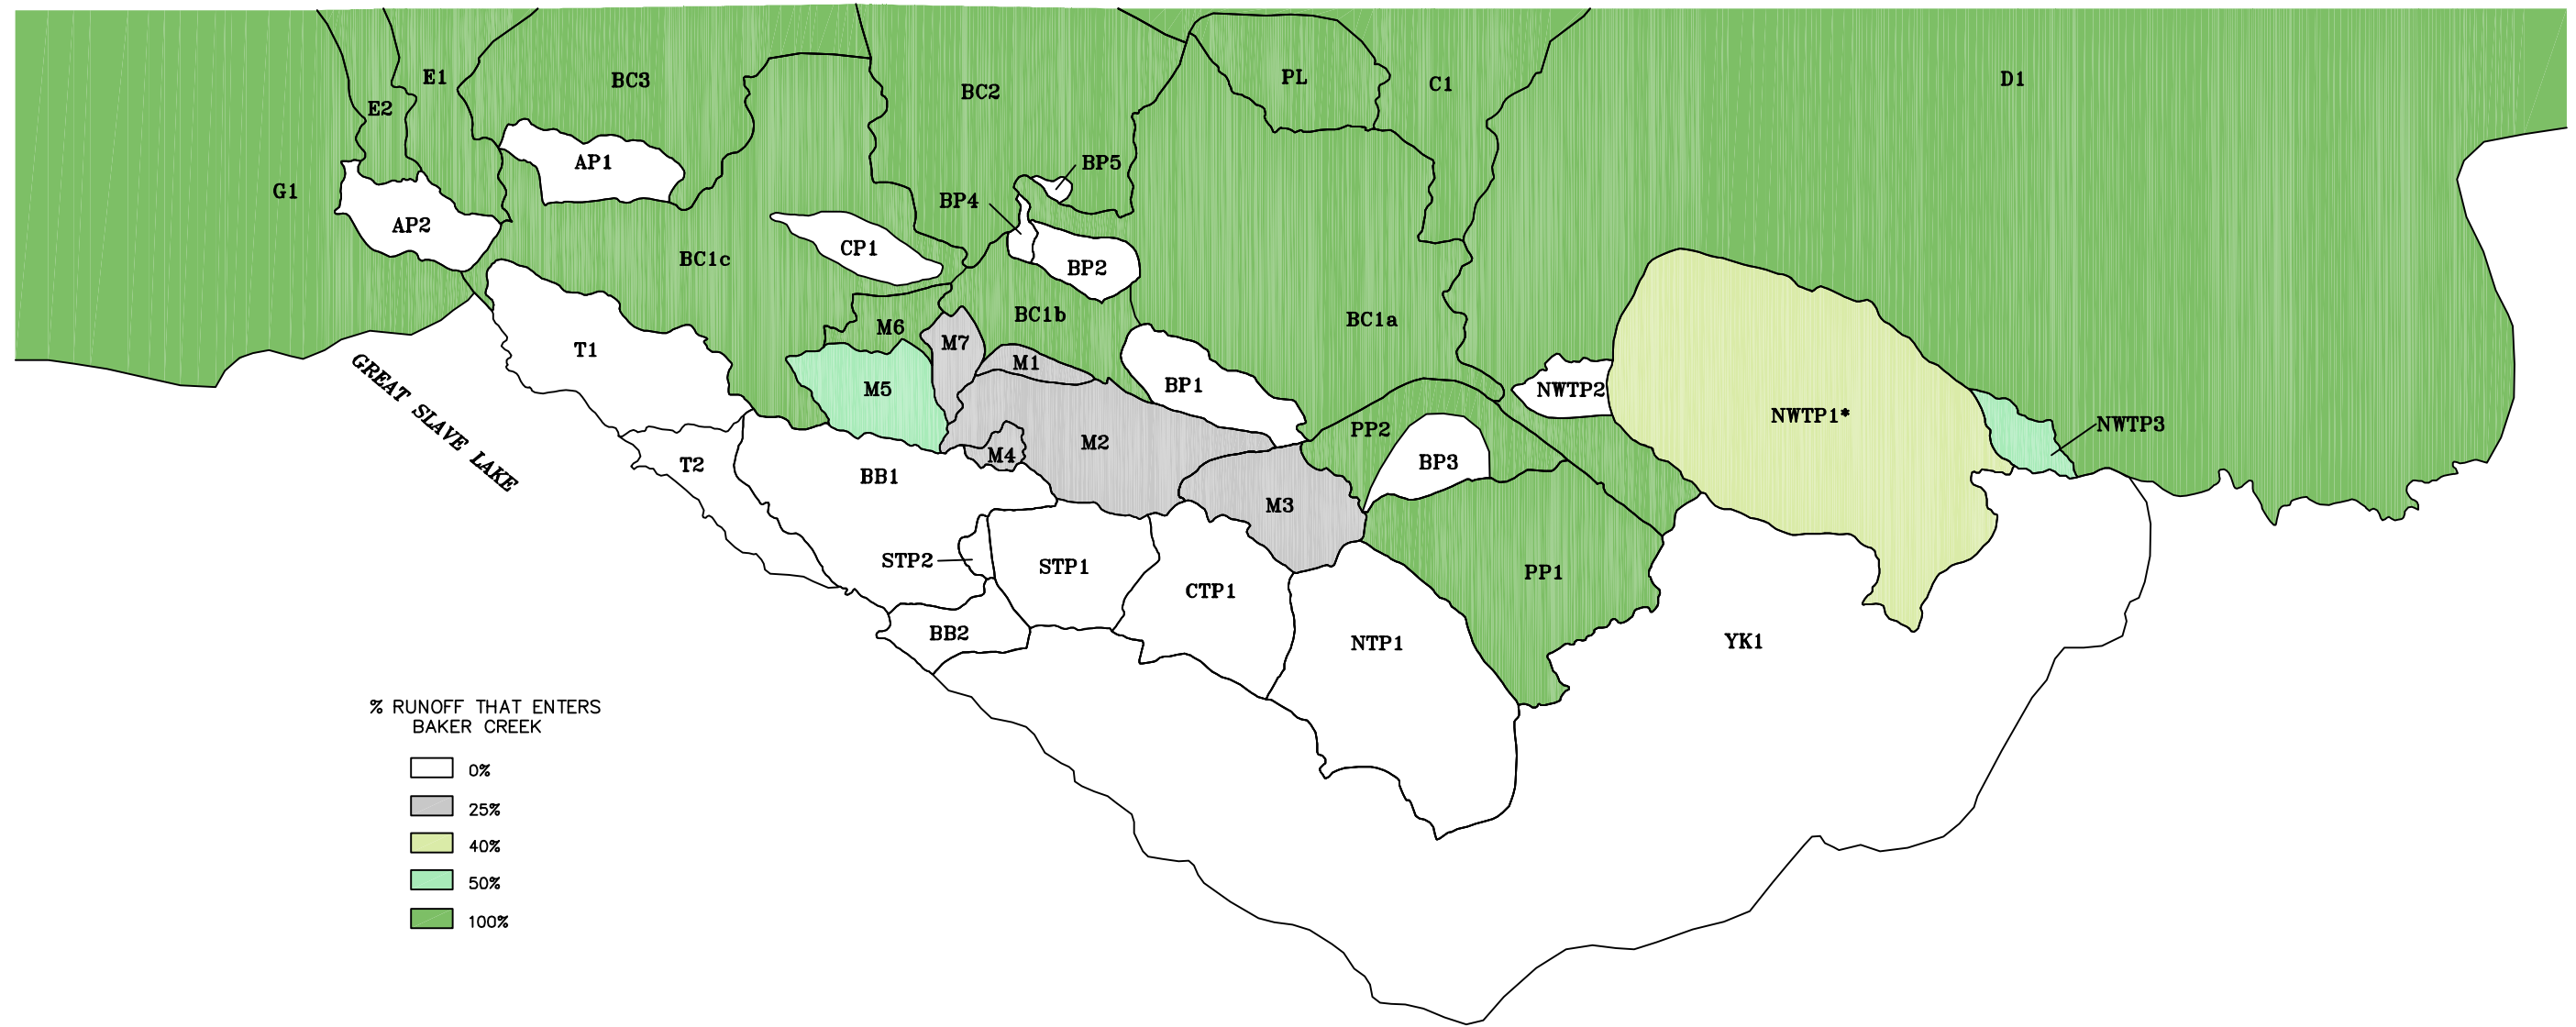 E1
BC3
BC2
PL
C1
D1
E2
AP1
BP5
G1
AP2
BP4
BC1c
CP1
BP2
BC1b
BC1a
M6
M7
T1
M1
M5
BP1
NWTP2
NWTP1*
NWTP3
GREAT SLAVE LAKE
PP2
M2
M4
BP3
T2
BB1
M3
STP2
STP1
PP1
CTP1
BB2
NTP1
YK1
% RUNOFF THAT ENTERS
BAKER CREEK
0%
25%
40%
50%
100%